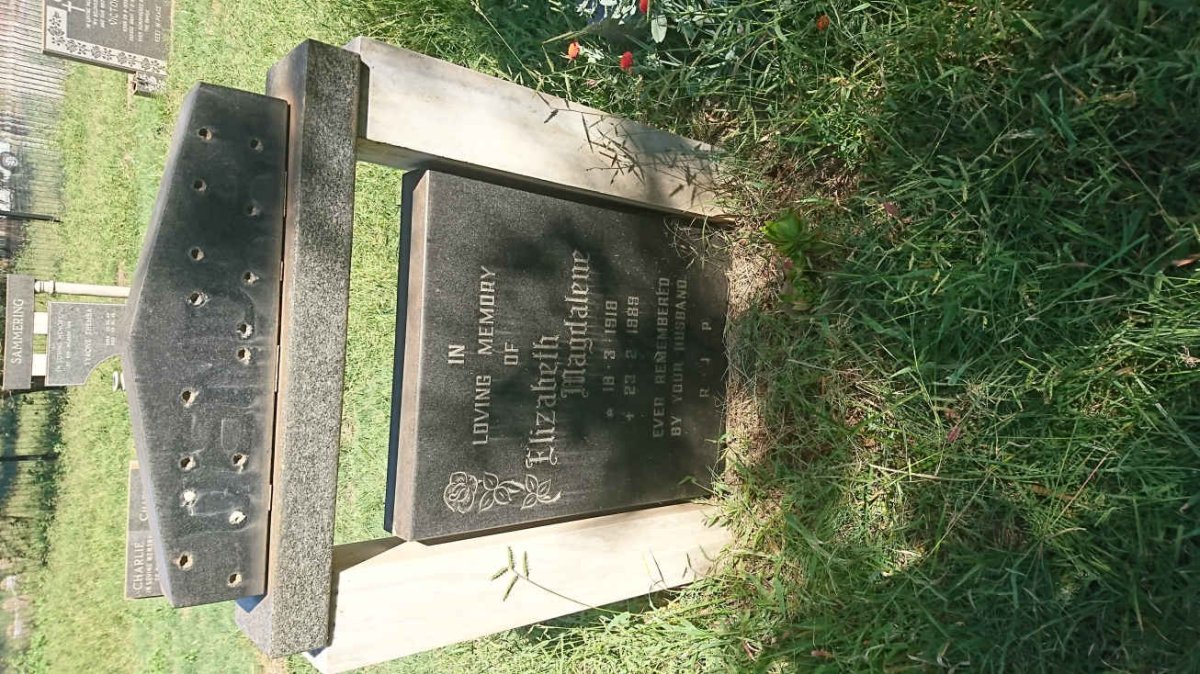 IN
LOVING MEMORY
OF
Elizabeth
Magdalene
* 18·3·1918
+ 23·2·1989
EVER REMEMBERED
BY YOUR HUSBAND.
R J P
SAMMERING
CHARLIE